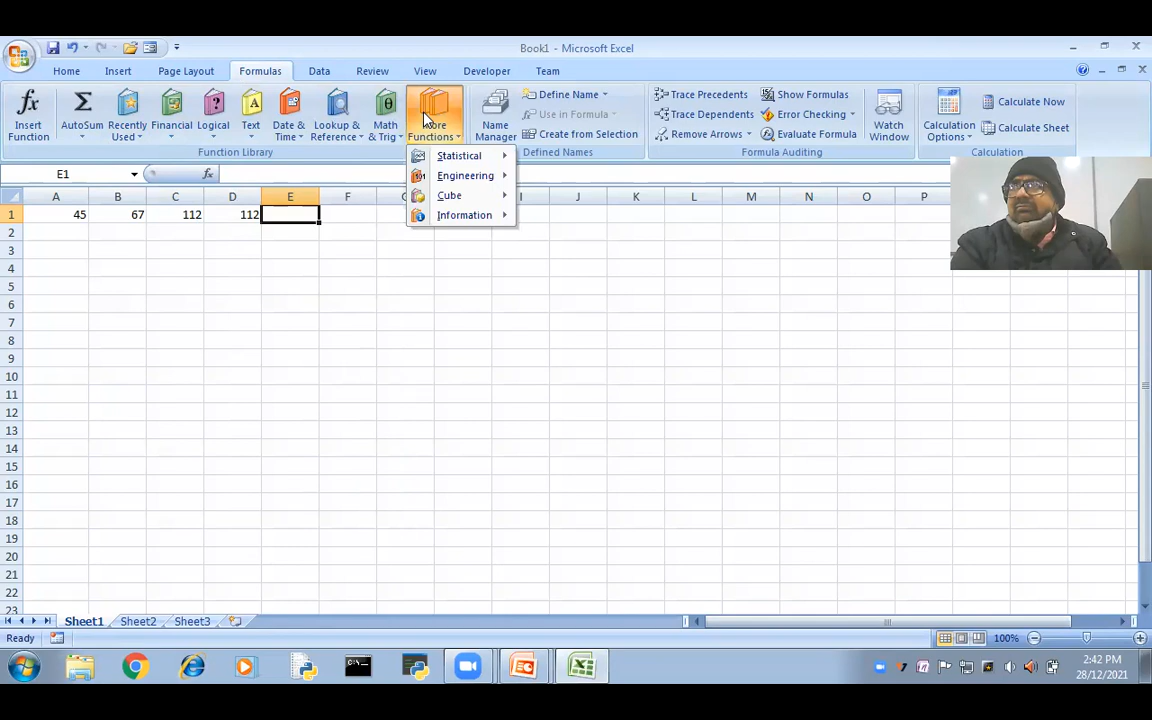 Book1 - Microsoft Excel
Home Insert Page Layout Formulas Data Review View Developer Team
Insert Function
AutoSum
Recently Used
Financial
Logical
Text
Date & Time
Lookup & Reference
Math & Trig
Functions
Name Manager
Define Name
Use in Formula
Create from Selection
Trace Precedents
Trace Dependents
Remove Arrows
Show Formulas
Error Checking
Evaluate Formula
Watch Window
Calculation Options
Calculate Now
Calculate Sheet
Function Library Defined Names Formula Auditing Calculation
Statistical
Engineering
Cube
Information
E1 fx
A B C D E F I J K L M N O P
1 45 67 112 112
2
3
4
5
6
7
8
9
10
11
12
13
14
15
16
17
18
19
20
21
22
23
Sheet1 Sheet2 Sheet3
Ready 100%
2:42 PM
28/12/2021